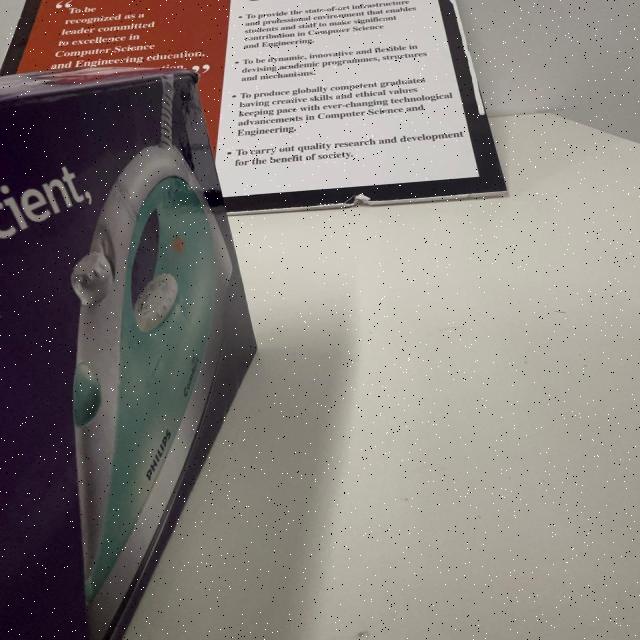 “ To be
recognized as a
leader committed
to excellence in
Computer Science
and Engineering education,
”
• To provide the state-of-art infrastructure
and professional environment that enables
students and staff to make significant
contribution in Computer Science
and Engineering.
• To be dynamic, innovative and flexible in
devising academic programmes, structures
and mechanisms.
• To produce globally competent graduates
having creative skills and ethical values
keeping pace with ever-changing technological
advancements in Computer Science and
Engineering.
• To carry out quality research and development
for the benefit of society.
cient,
PHILIPS